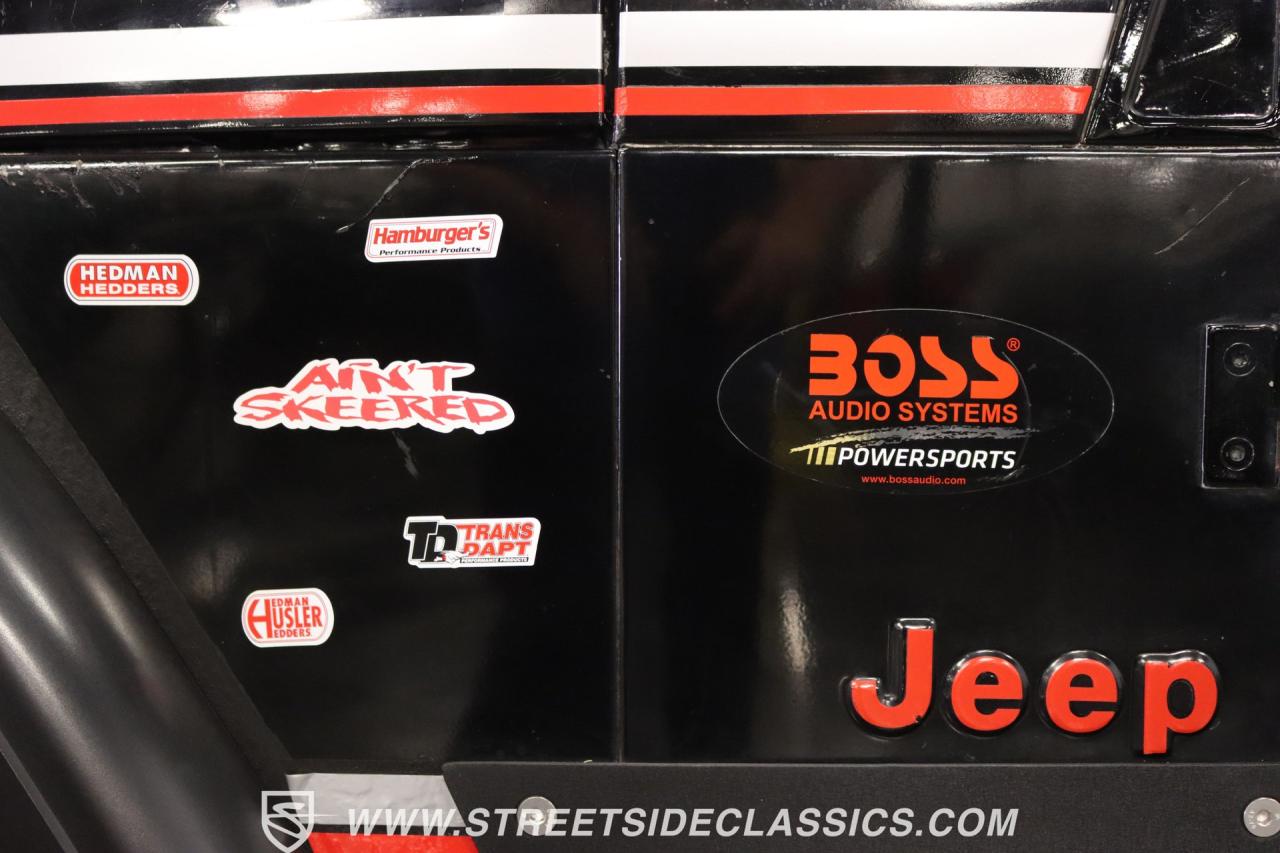 Hamburger's
Performance Products
HEDMAN
HEDDERS
AIN'T
SKEERED
BOSS®
AUDIO SYSTEMS
POWERSPORTS
www.bossaudio.com
TD TRANS
DAPT
PERFORMANCE PRODUCTS
HEDMAN
HUSLER
HEDDERS
Jeep
WWW.STREETSIDECLASSICS.COM